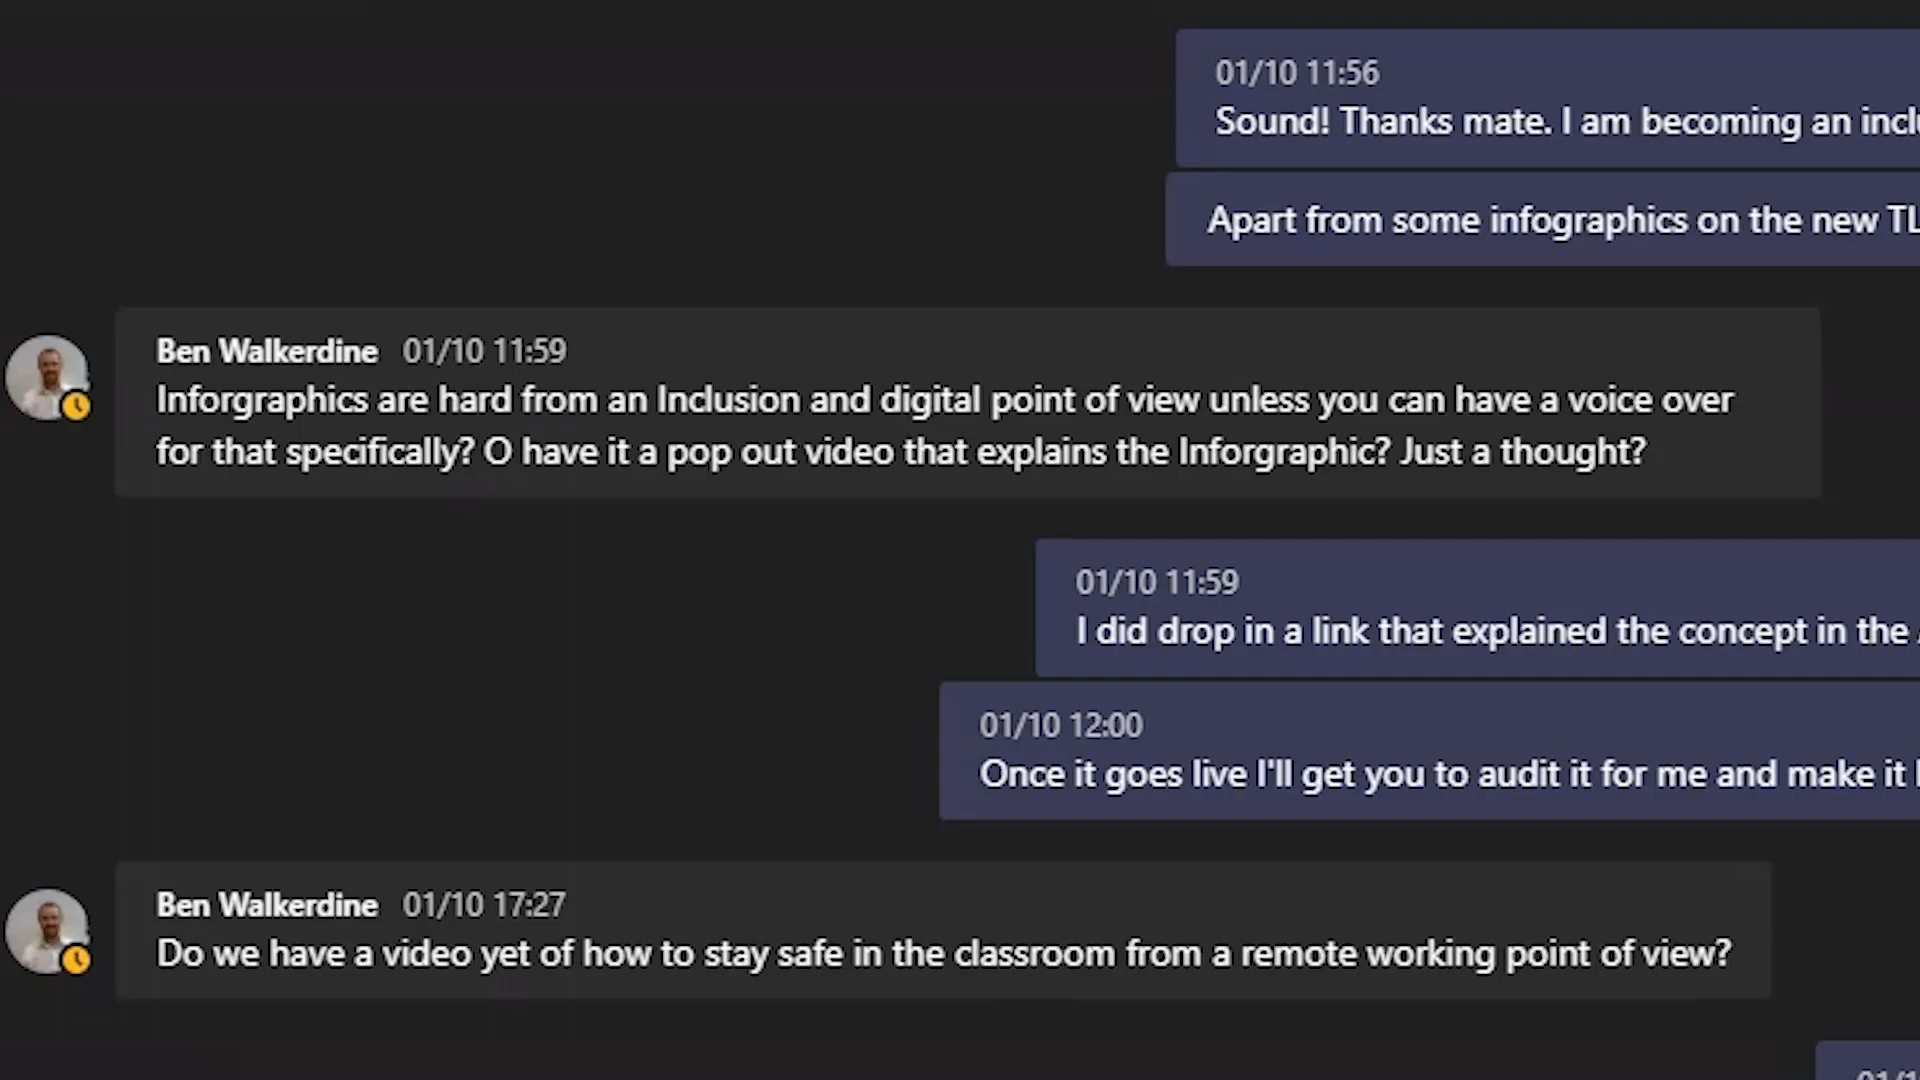 01/10 11:56
Sound! Thanks mate. I am becoming an
Apart from some infographics on the new
Ben Walkerdine 01/10 11:59
Inforgraphics are hard from an Inclusion and digital point of view unless you can have a voice over
for that specifically? O have it a pop out video that explains the Inforgraphic? Just a thought?
01/10 11:59
I did drop in a link that explained the concept in the
01/10 12:00
Once it goes live I'll get you to audit it for me and make it
Ben Walkerdine 01/10 17:27
Do we have a video yet of how to stay safe in the classroom from a remote working point of view?